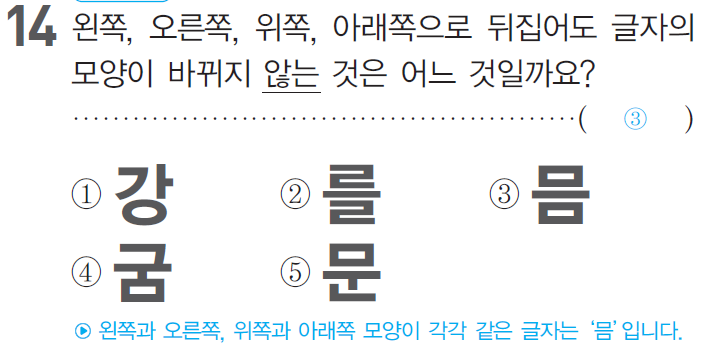 14 왼쪽, 오른쪽, 위쪽, 아래쪽으로 뒤집어도 글자의
모양이 바뀌지 않는 것은 어느 것일까요?
··················································( ③ )
① 강 ② 를 ③ 믐
④ 굼 ⑤ 문
왼쪽과 오른쪽, 위쪽과 아래쪽 모양이 각각 같은 글자는 ‘믐’입니다.